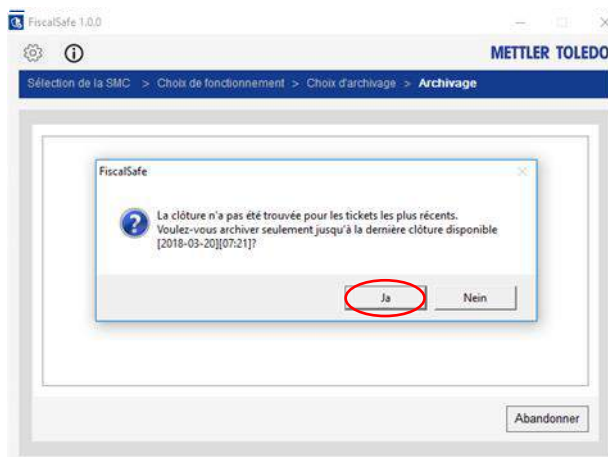 FiscalSafe 1.0.0
METTLER TOLEDO
Sélection de la SMC > Choix de fonctionnement > Choix d'archivage > Archivage
FiscalSafe
La clôture n'a pas été trouvée pour les tickets les plus récents.
Voulez-vous archiver seulement jusqu'à la dernière clôture disponible
[2018-03-20][07:21]?
Ja
Nein
Abandonner